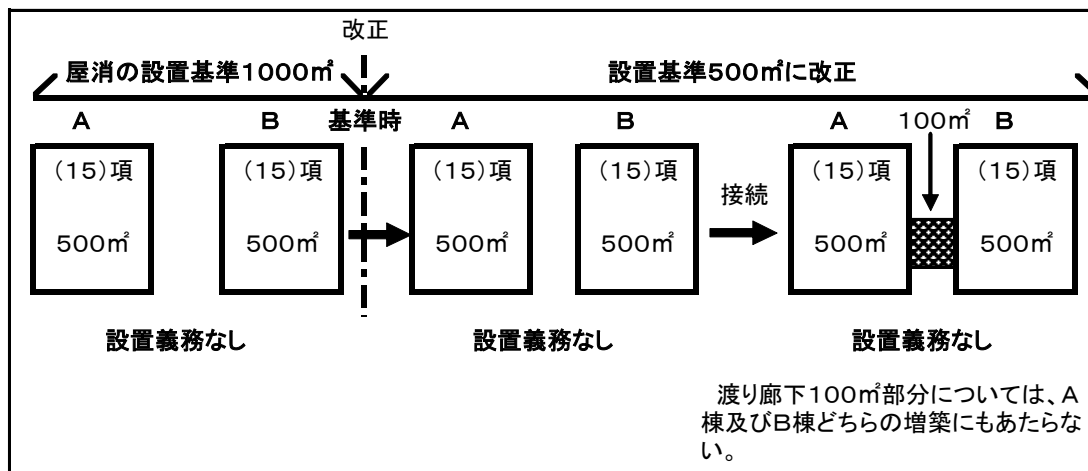 改正
屋消の設置基準1000㎡
設置基準500㎡に改正
A
B
基準時
A
B
A
100㎡
B
(15)項
(15)項
(15)項
(15)項
(15)項
(15)項
接続
500㎡
500㎡
500㎡
500㎡
500㎡
500㎡
設置義務なし
設置義務なし
設置義務なし
渡り廊下100㎡部分については、A
棟及びB棟どちらの増築にもあたらな
い。